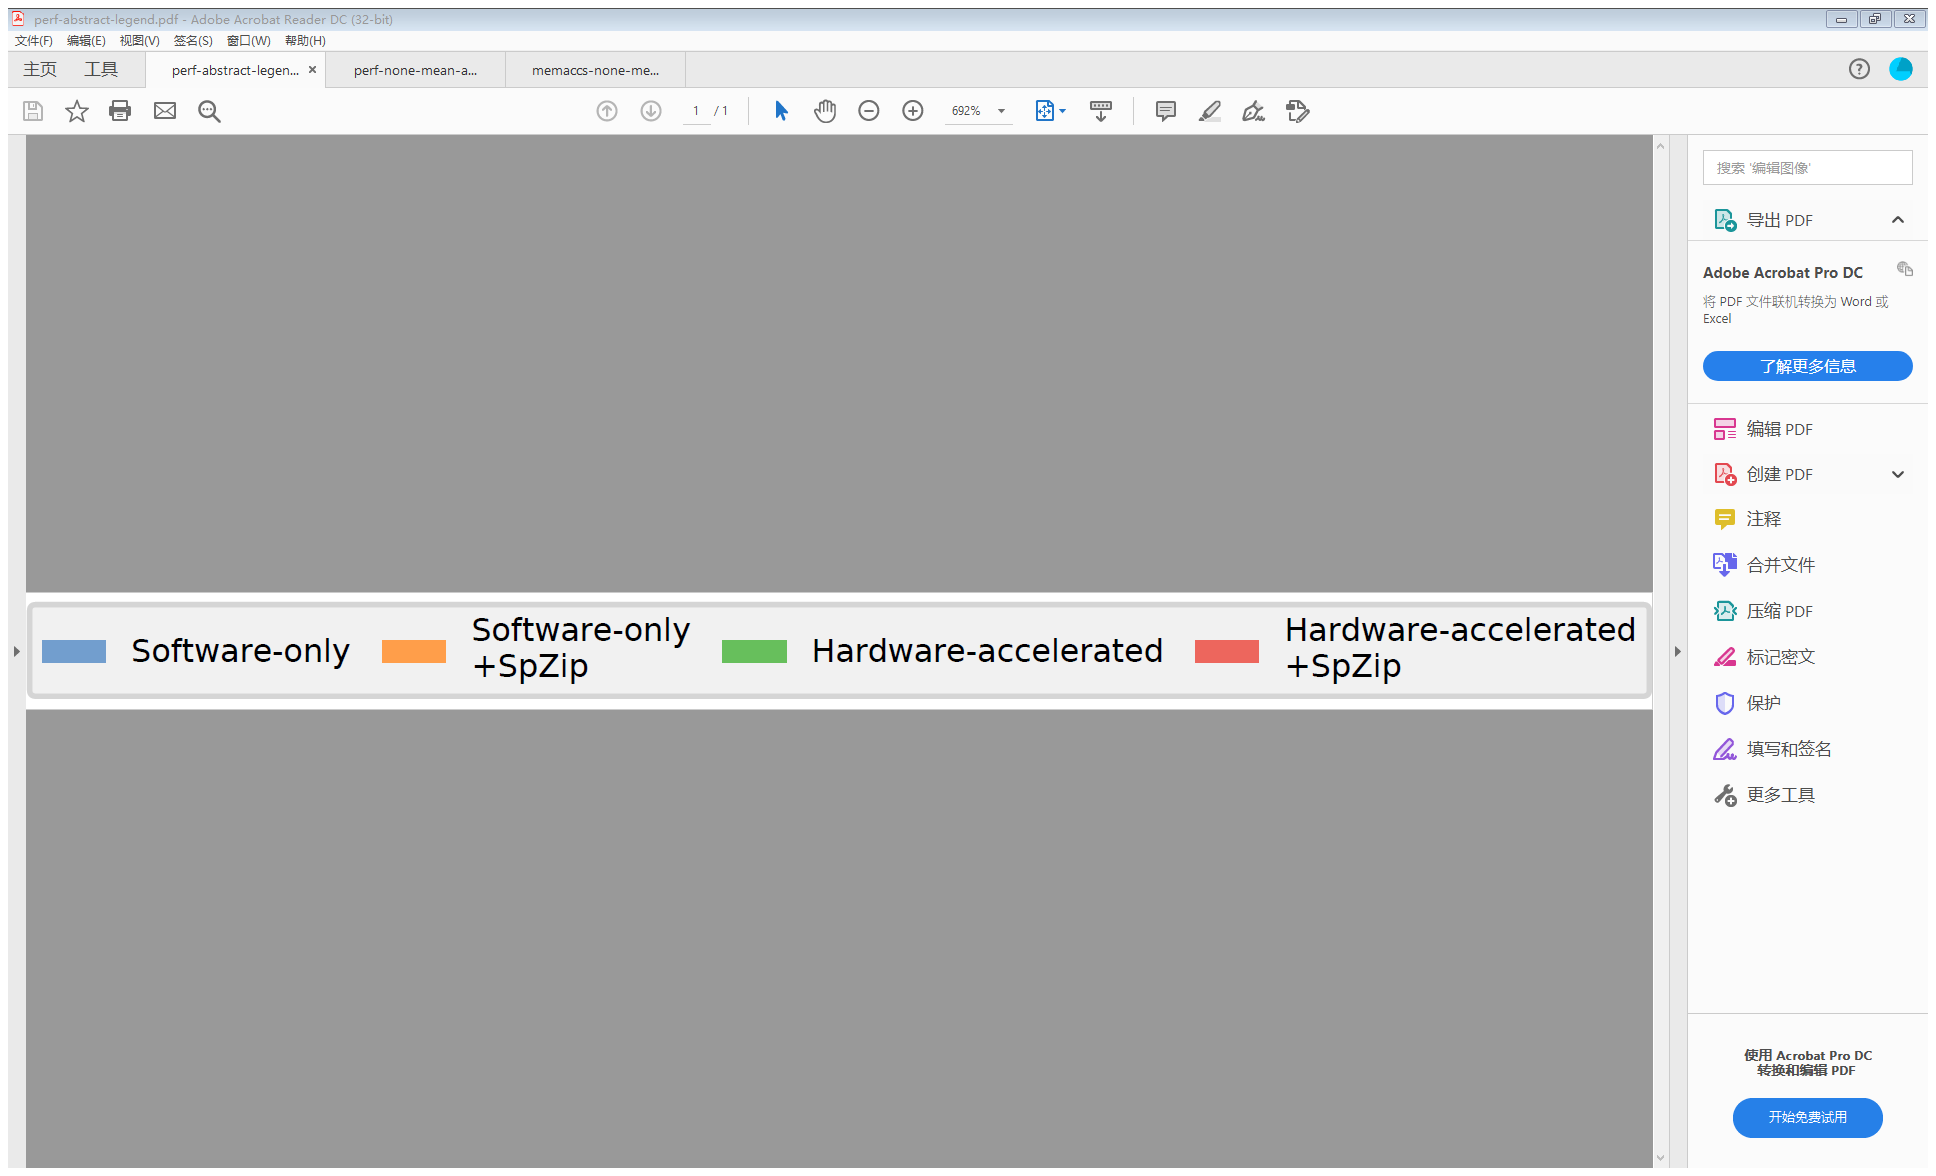 perf-abstract-legend.pdf - Adobe Acrobat Reader DC (32-bit)
文件(F) 编辑(E) 视图(V) 签名(S) 窗口(W) 帮助(H)
主页 工具 perf-abstract-legen... × perf-none-mean-a... memaccs-none-me...
1 / 1 692%
Software-only
Software-only
+SpZip
Hardware-accelerated
Hardware-accelerated
+SpZip
搜索 '编辑图像'
导出 PDF
Adobe Acrobat Pro DC
将 PDF 文件联机转换为 Word 或
Excel
了解更多信息
编辑 PDF
创建 PDF
注释
合并文件
压缩 PDF
标记密文
保护
填写和签名
更多工具
使用 Acrobat Pro DC
转换和编辑 PDF
开始免费试用